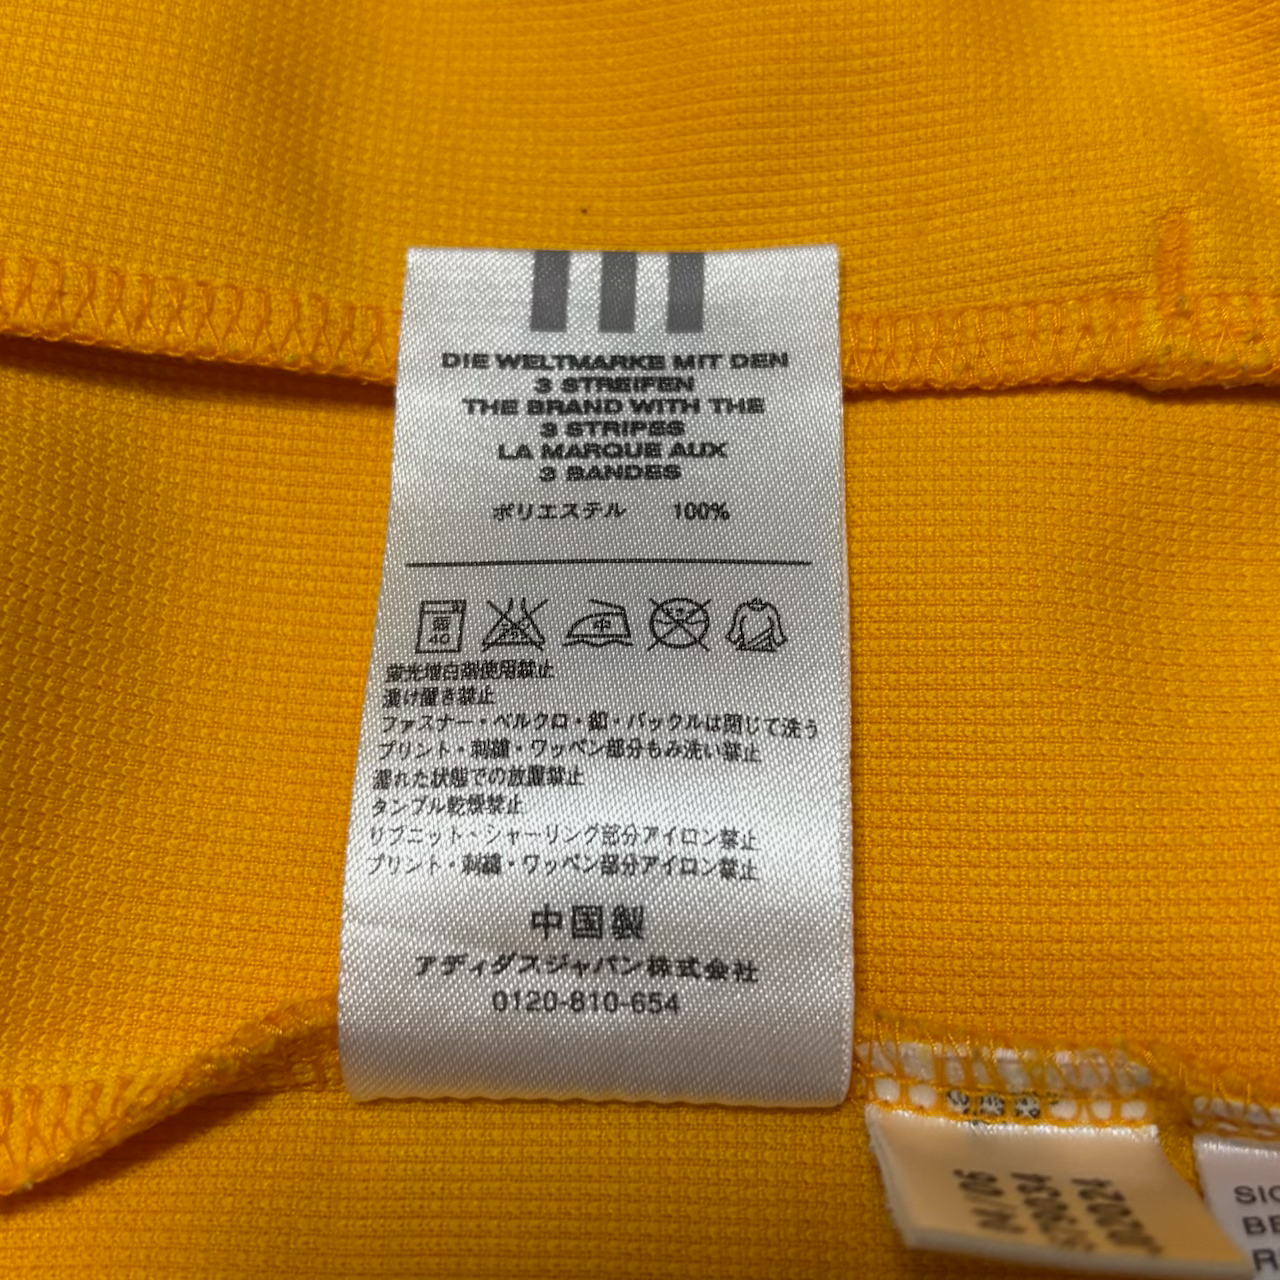 DIE WELTMARKE MIT DEN
3 STREIFEN
THE BRAND WITH THE
3 STRIPES
LA MARQUE AUX
3 BANDES
ポリエステル 100%
弱
40
中
蛍光増白剤使用禁止
漬け置き禁止
ファスナー・ベルクロ・釦・バックルは閉じて洗う
プリント・刺繍・ワッペン部分もみ洗い禁止
濡れた状態での放置禁止
タンブル乾燥禁止
リブニット・シャーリング部分アイロン禁止
プリント・刺繍・ワッペン部分アイロン禁止
中国製
アディダスジャパン株式会社
0120-810-654
04/06